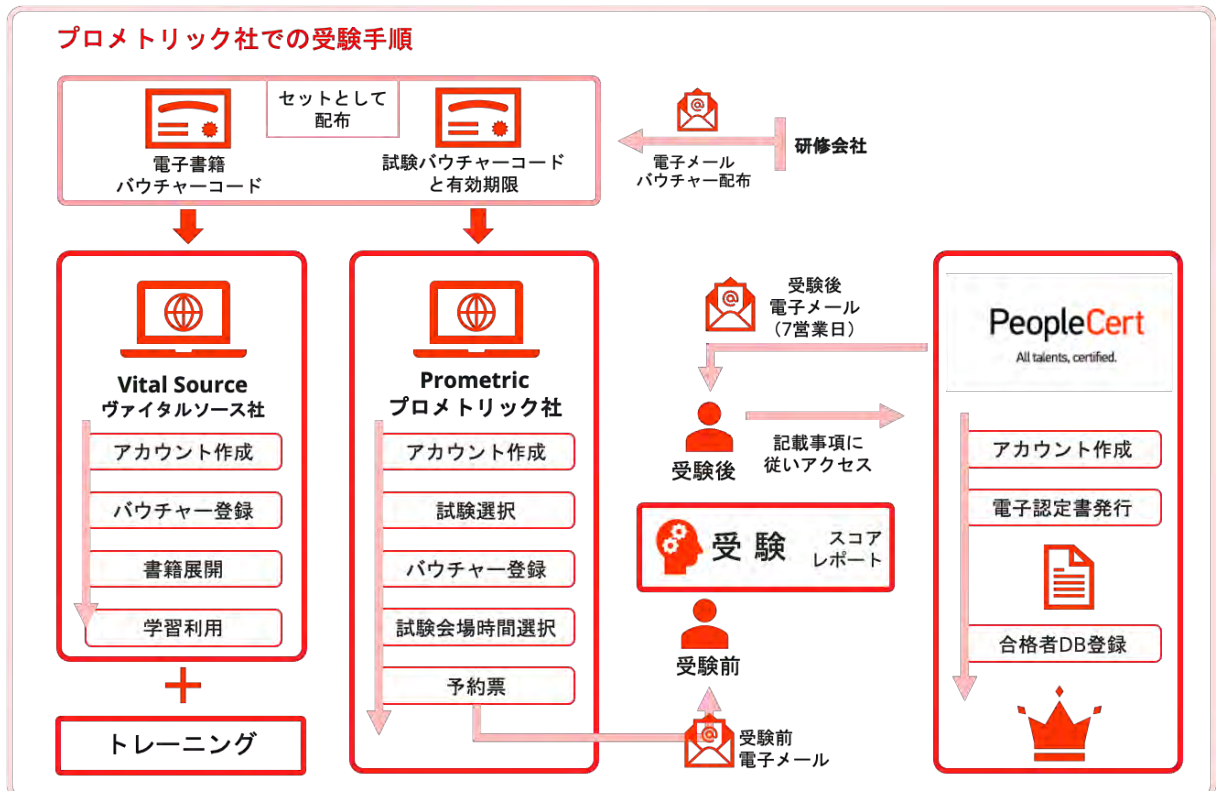 プロメトリック社での受験手順
セットとして
配布
電子書籍
バウチャーコード
試験バウチャーコード
と有効期限
@
電子メール
バウチャー配布
研修会社
Vital Source
ヴァイタルソース社
アカウント作成
バウチャー登録
書籍展開
学習利用
トレーニング
Prometric
プロメトリック社
アカウント作成
試験選択
バウチャー登録
試験会場時間選択
予約票
@
受験後
電子メール
(7営業日)
受験後
記載事項に
従いアクセス
受験
スコア
レポート
受験前
@
受験前
電子メール
PeopleCert
All talents, certified.
アカウント作成
電子認定書発行
合格者DB登録